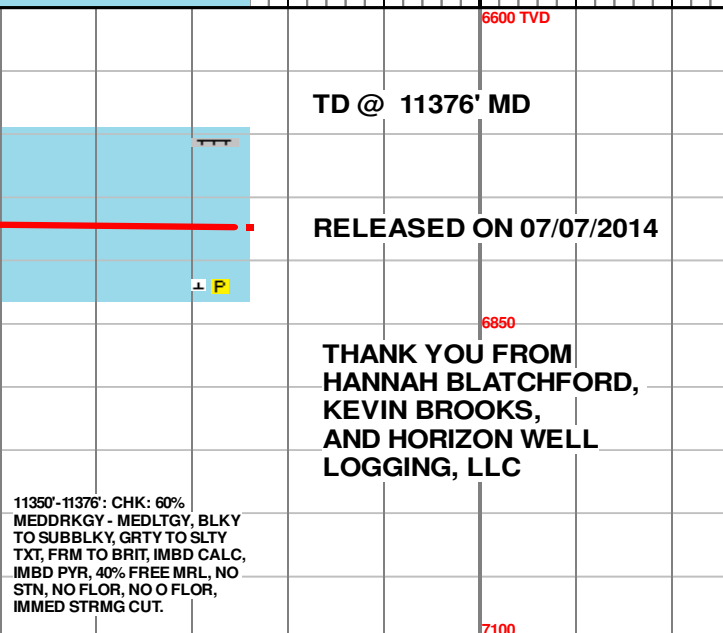 6600 TVD
TD @ 11376' MD
RELEASED ON 07/07/2014
P
6850
THANK YOU FROM
HANNAH BLATCHFORD,
KEVIN BROOKS,
AND HORIZON WELL
LOGGING, LLC
11350'-11376': CHK: 60%
MEDDRKGY - MEDLTGY, BLKY
TO SUBBLKY, GRTY TO SLTY
TXT, FRM TO BRIT, IMBD CALC,
IMBD PYR, 40% FREE MRL, NO
STN, NO FLOR, NO O FLOR,
IMMED STRMG CUT.
7100